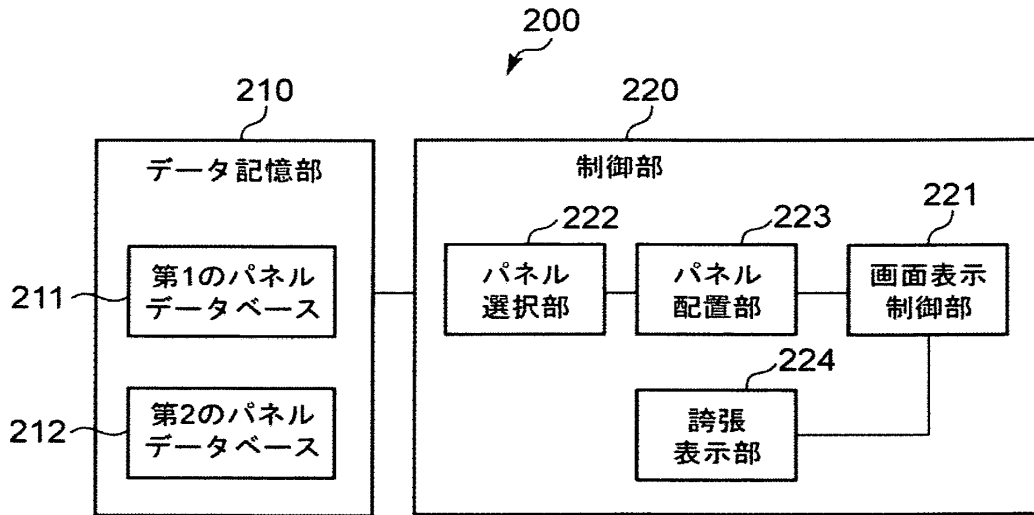 200
210
220
データ記憶部
制御部
222
223
221
211
第1のパネル
データベース
パネル
選択部
パネル
配置部
画面表示
制御部
224
212
第2のパネル
データベース
誇張
表示部